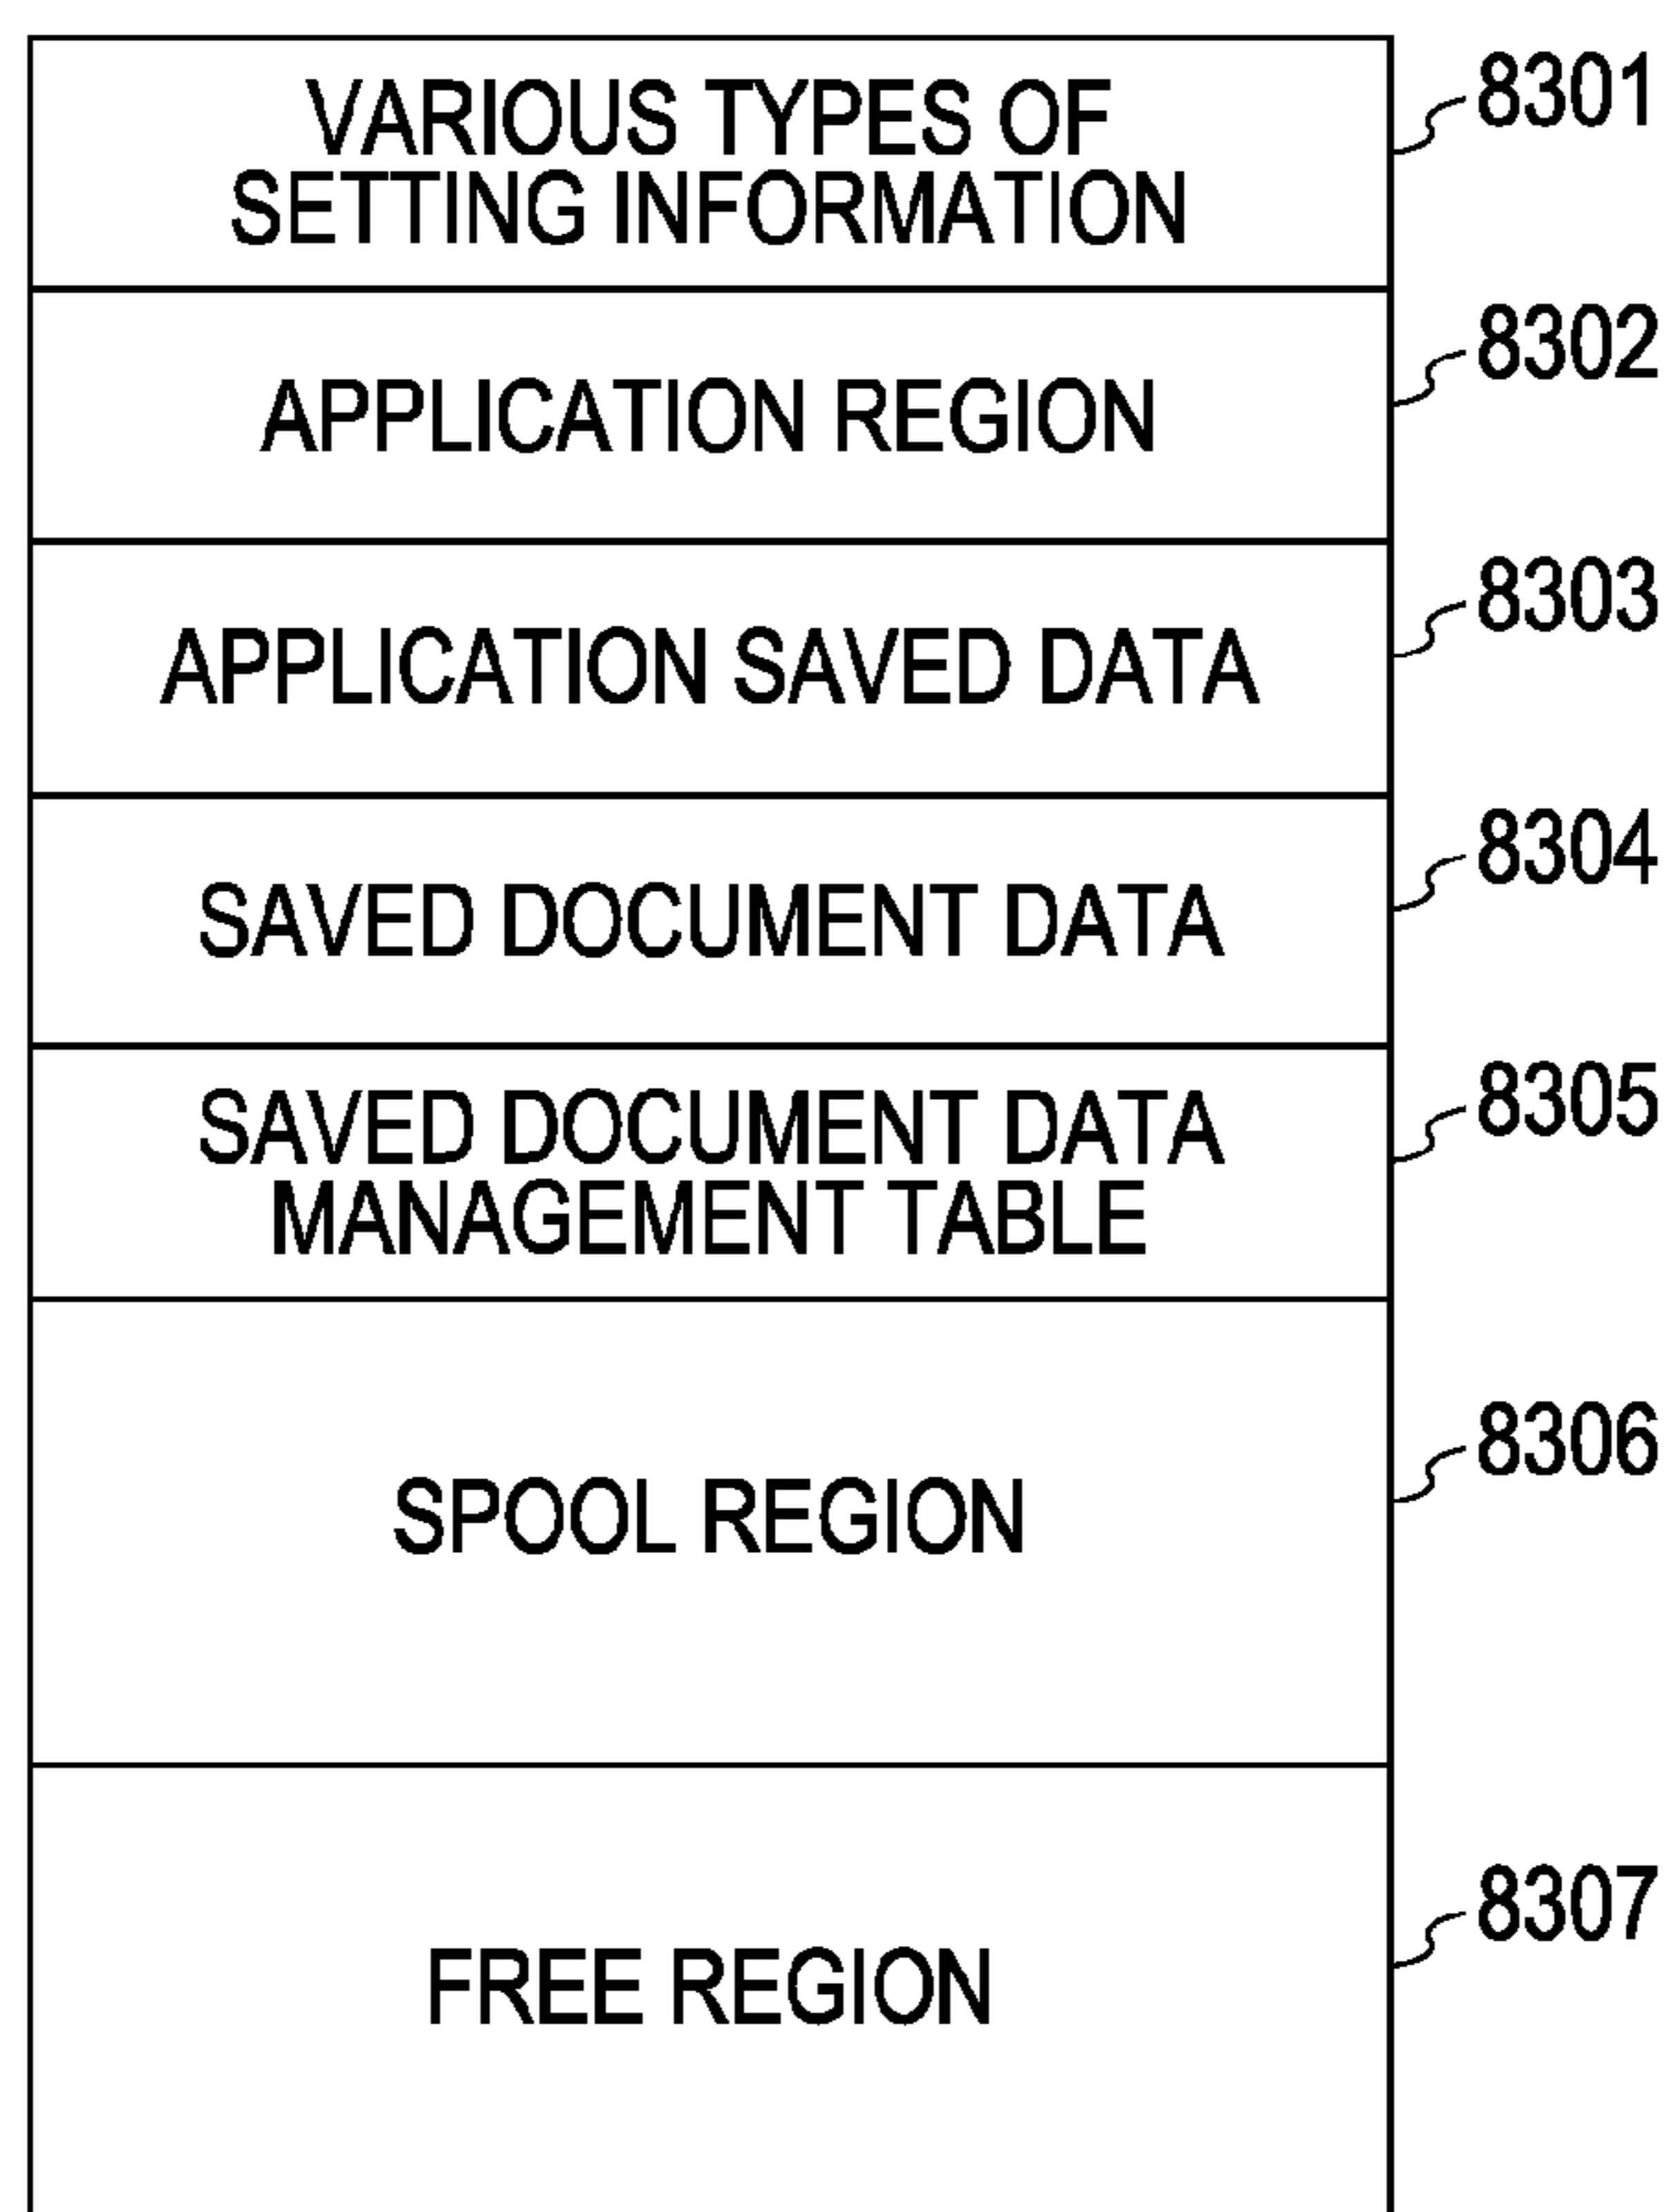 VARIOUS TYPES OF
SETTING INFORMATION
8301
APPLICATION REGION
8302
APPLICATION SAVED DATA
8303
SAVED DOCUMENT DATA
8304
SAVED DOCUMENT DATA
MANAGEMENT TABLE
8305
SPOOL REGION
8306
FREE REGION
8307